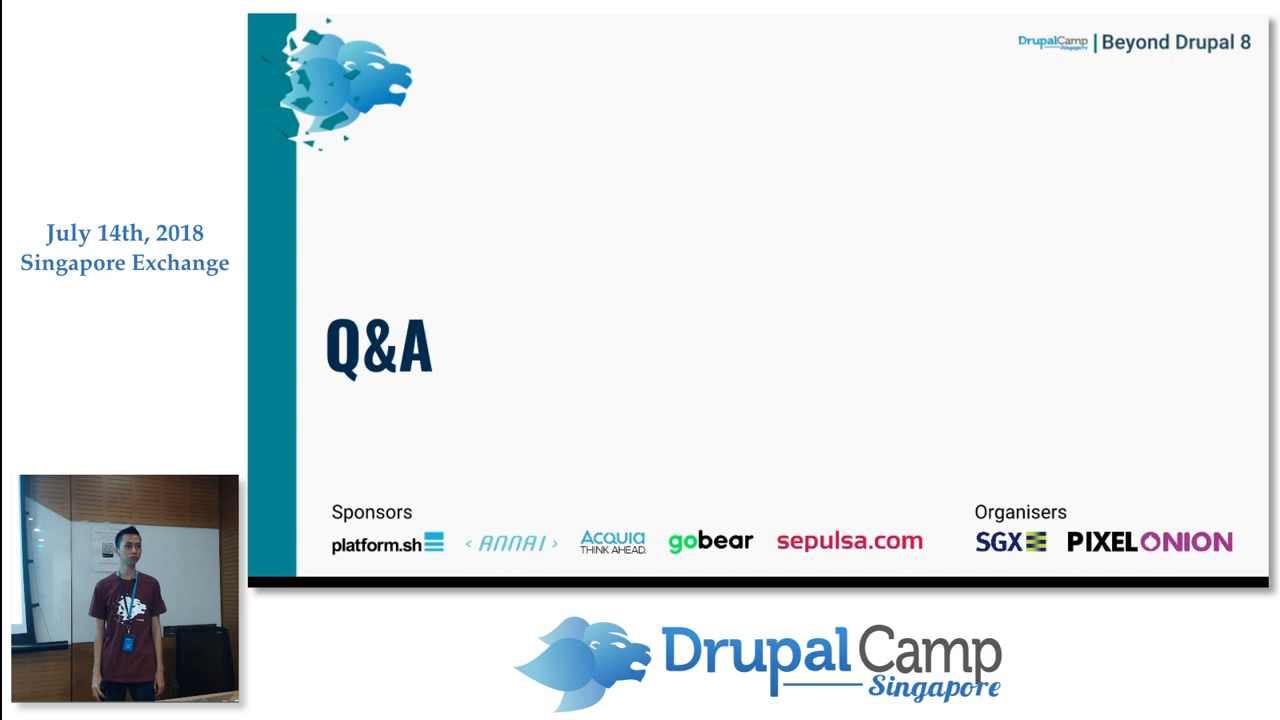 DrupalCamp
Singapore
| Beyond Drupal 8
July 14th, 2018
Singapore Exchange
Q&A
Sponsors
platform.sh
<ANNAI>
Acquia
THINK AHEAD.
gobear
sepulsa.com
Organisers
SGX
PIXELONION
DrupalCamp
Singapore